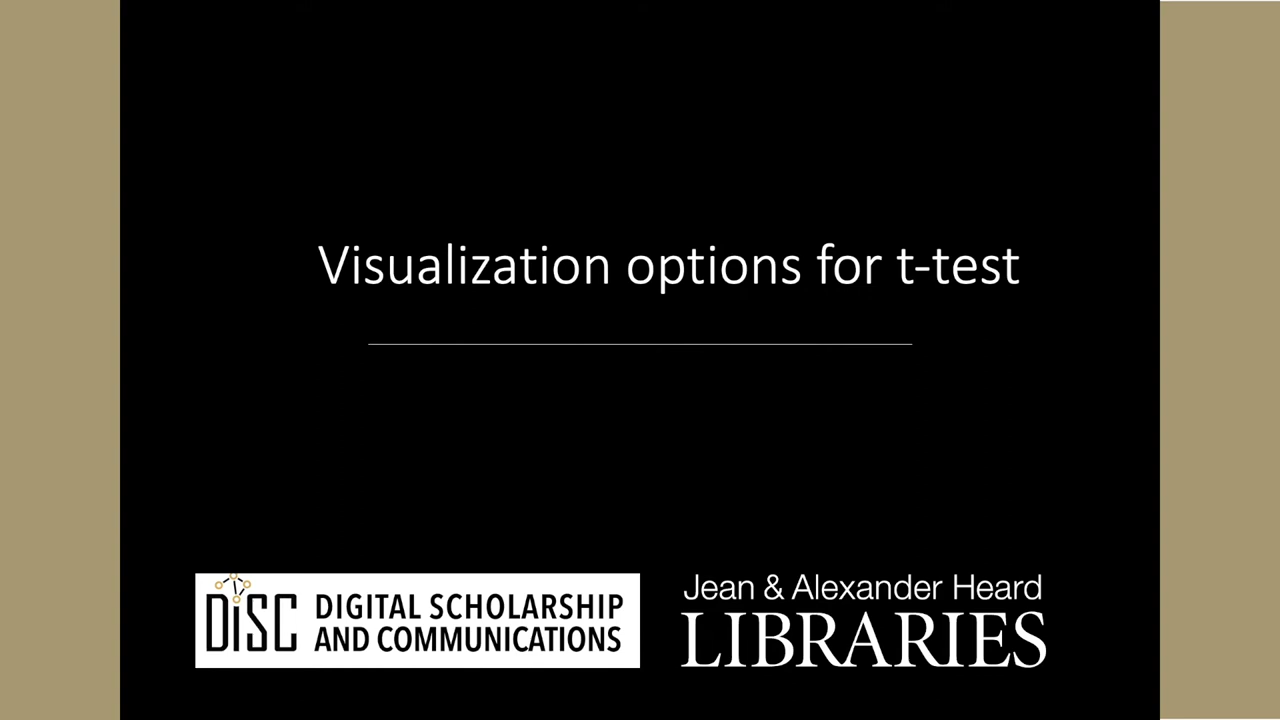 Visualization options for t-test
DiSC DIGITAL SCHOLARSHIP
AND COMMUNICATIONS
Jean & Alexander Heard
LIBRARIES